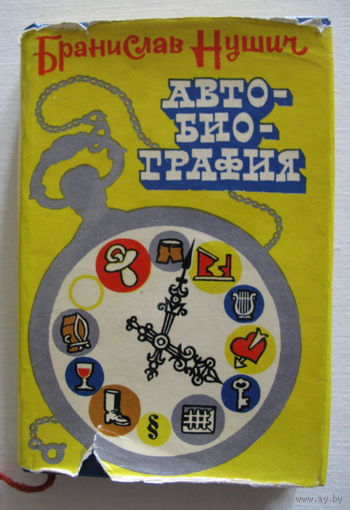 Бранислав Нушич
АВТО-
БИО-
ГРАФИЯ
§
© www.ay.by